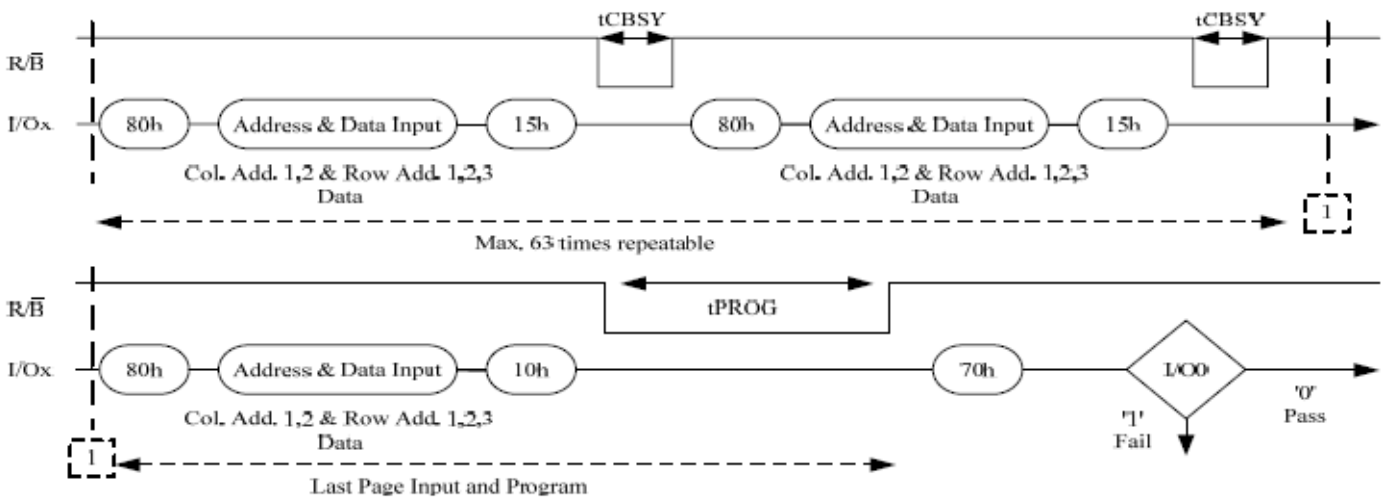 tCBSY tCBSY
R/B̅
I/Ox 80h Address & Data Input 15h 80h Address & Data Input 15h
Col. Add. 1,2 & Row Add. 1,2,3 Col. Add. 1,2 & Row Add. 1,2,3
Data Data
1
Max. 63 times repeatable
R/B̅
tPROG
I/Ox 80h Address & Data Input 10h 70h I/O0
'0'
Pass
'1'
Fail
Col. Add. 1,2 & Row Add. 1,2,3
Data
1
Last Page Input and Program